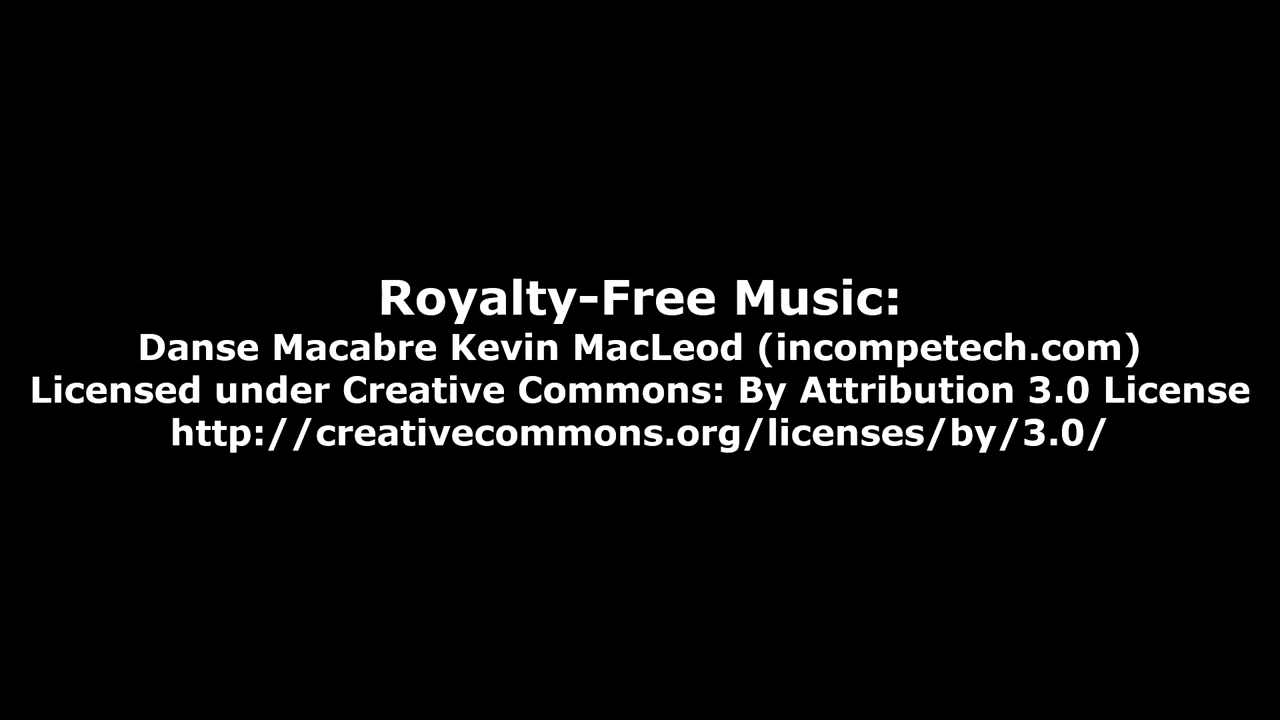 Royalty-Free Music:
Danse Macabre Kevin MacLeod (incompetech.com)
Licensed under Creative Commons: By Attribution 3.0 License
http://creativecommons.org/licenses/by/3.0/